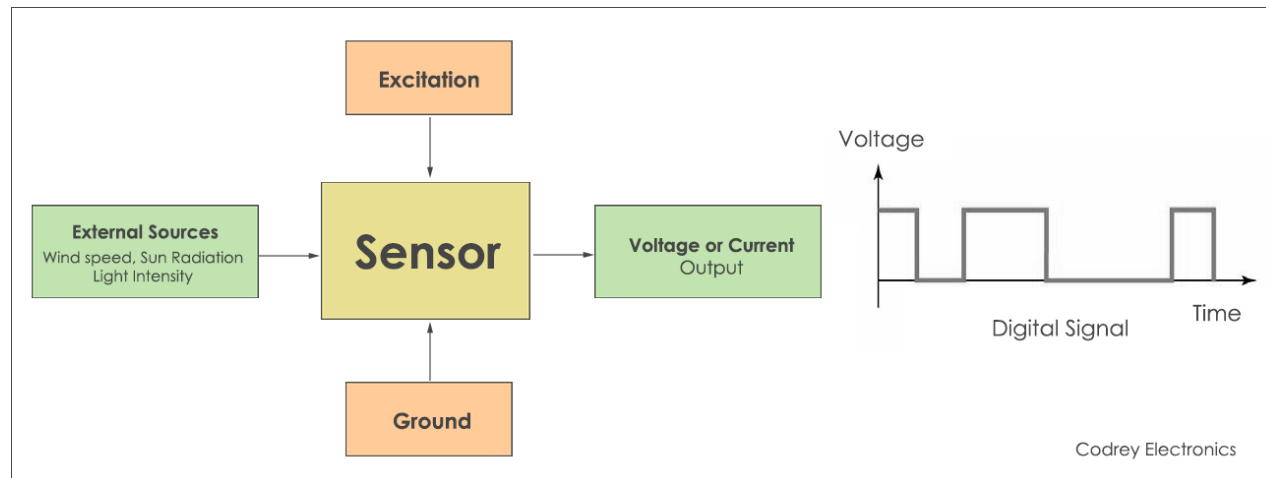 Excitation
External Sources
Wind speed, Sun Radiation
Light Intensity
Sensor
Voltage or Current
Output
Ground
Voltage
Time
Digital Signal
Codrey Electronics